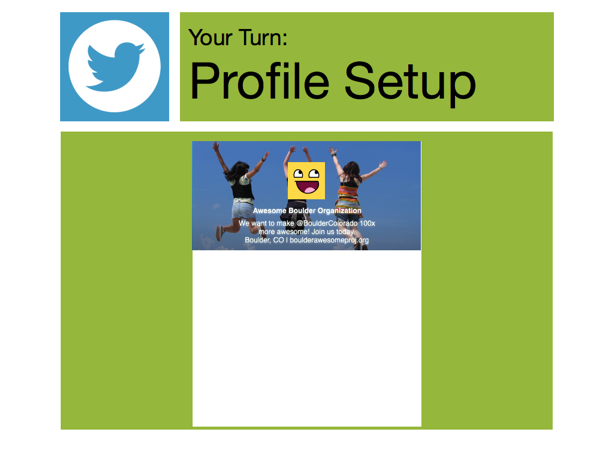 Your Turn:
Profile Setup
Awesome Boulder Organization
We want to make @BoulderColorado 100x
more awesome! Join us today.
Boulder, CO | boulderawesomeproj.org